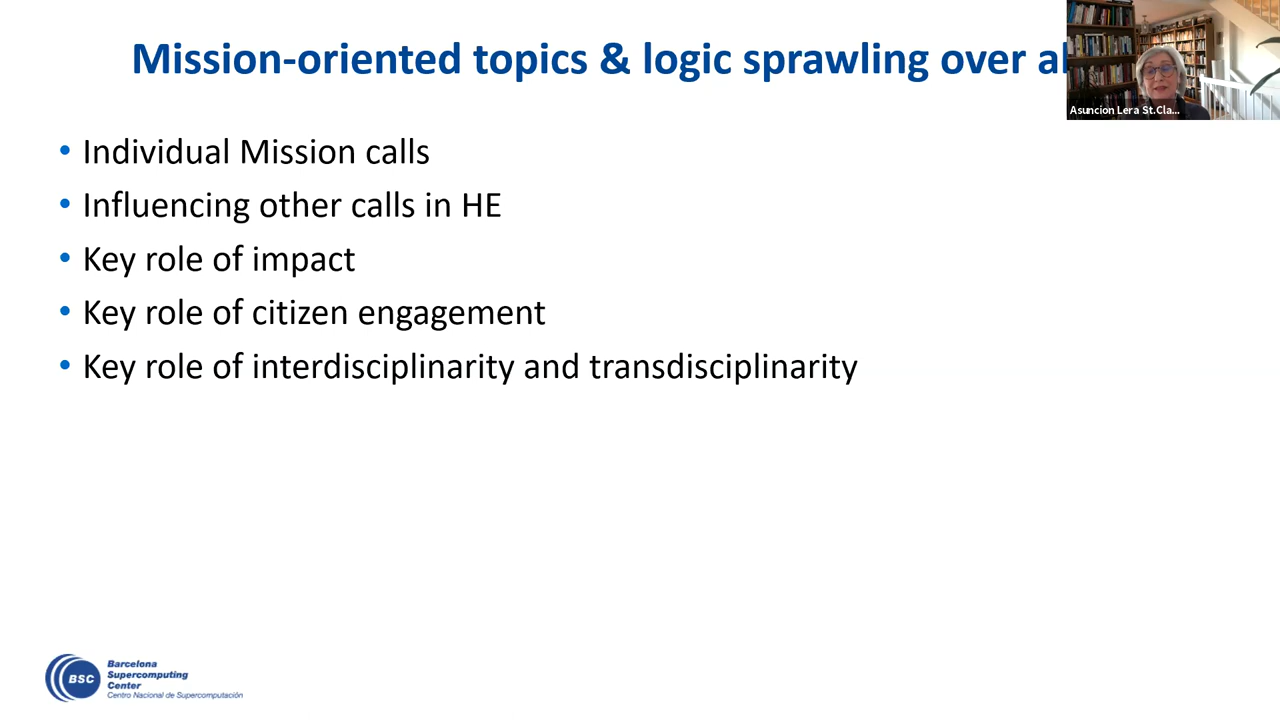 Mission-oriented topics & logic sprawling over
Asuncion Lera St.Cla...
• Individual Mission calls
• Influencing other calls in HE
• Key role of impact
• Key role of citizen engagement
• Key role of interdisciplinarity and transdisciplinarity
BSC
Barcelona
Supercomputing
Center
Centro Nacional de Supercomputación